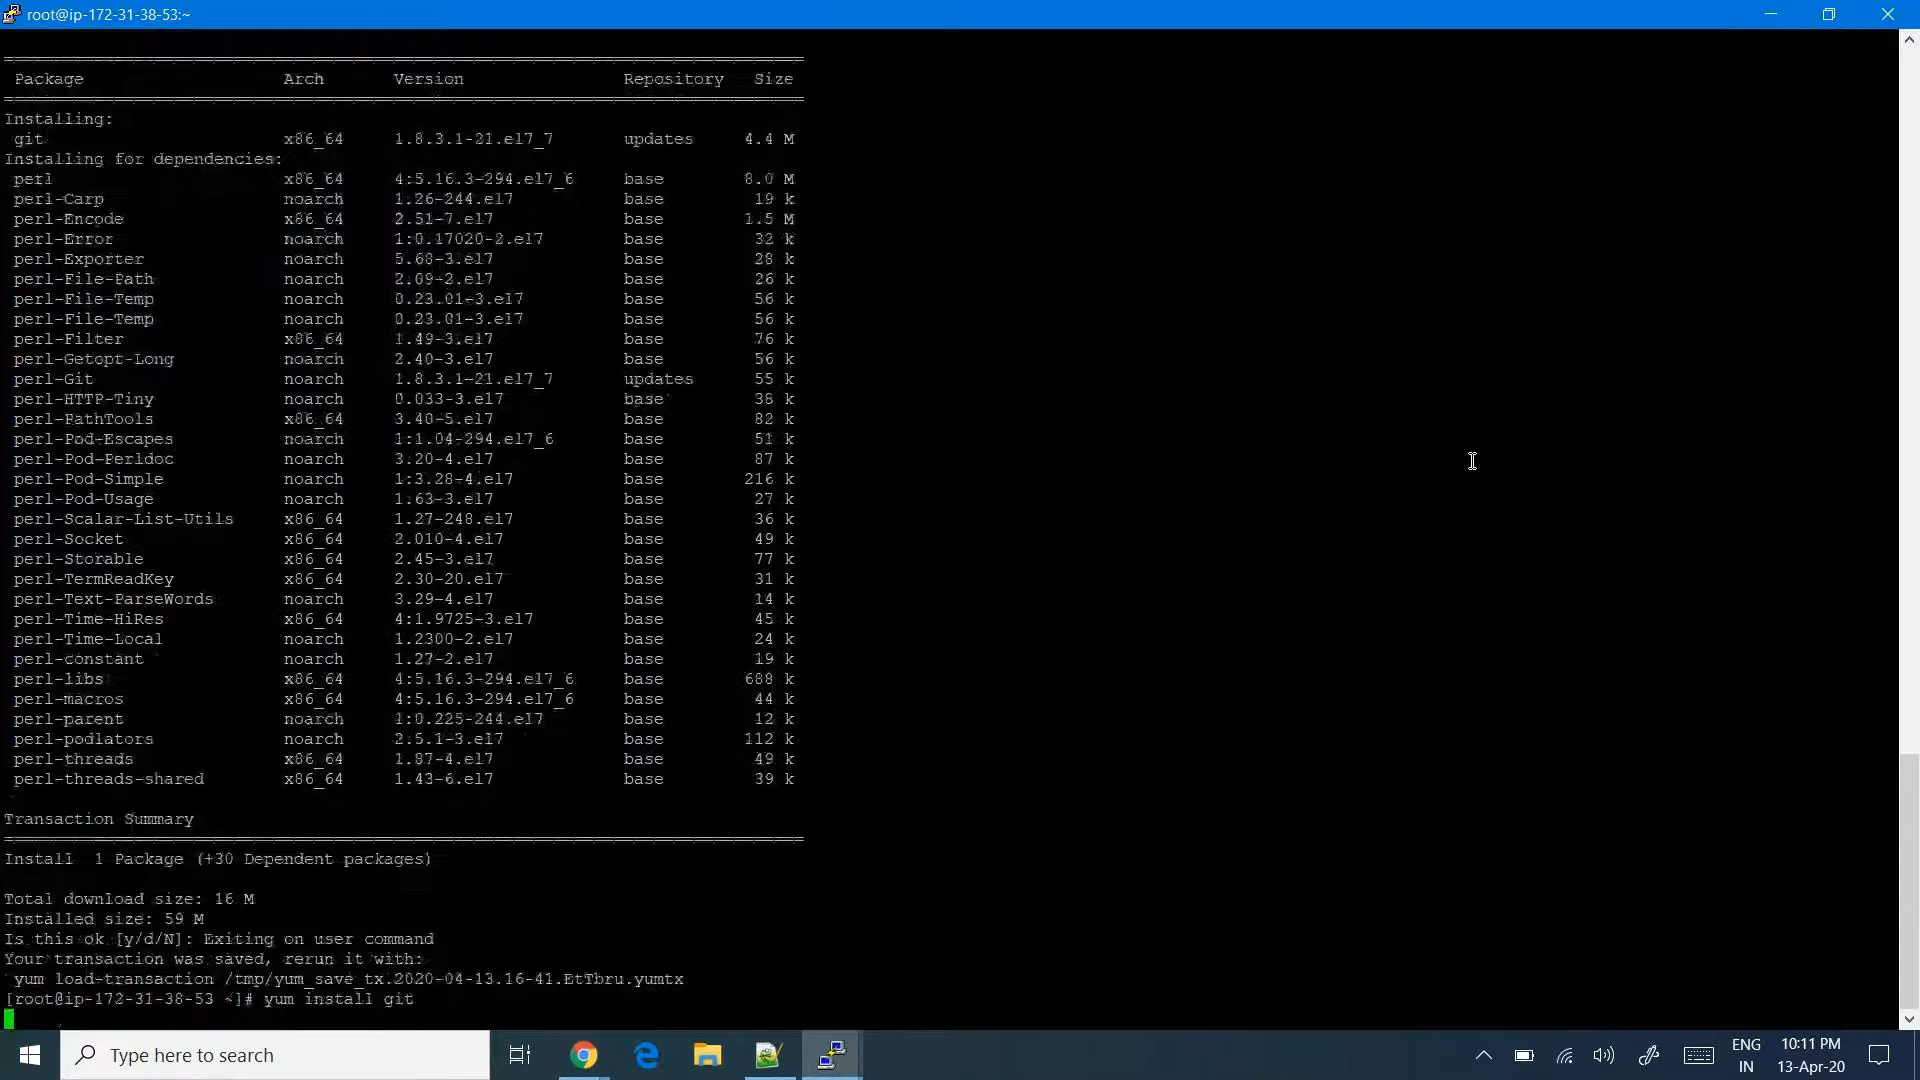 root@ip-172-31-38-53:~
Package Arch Version Repository Size
Installing:
git x86_64 1.8.3.1-21.el7_7 updates 4.4 M
Installing for dependencies:
perl x86_64 4:5.16.3-294.el7_6 base 8.0 M
perl-Carp noarch 1.26-244.el7 base 19 k
perl-Encode x86_64 2.51-7.el7 base 1.5 M
perl-Error noarch 1:0.17020-2.el7 base 32 k
perl-Exporter noarch 5.68-3.el7 base 28 k
perl-File-Path noarch 2.09-2.el7 base 26 k
perl-File-Temp noarch 0.23.01-3.el7 base 56 k
perl-File-Temp noarch 0.23.01-3.el7 base 56 k
perl-Filter x86_64 1.49-3.el7 base 76 k
perl-Getopt-Long noarch 2.40-3.el7 base 56 k
perl-Git noarch 1.8.3.1-21.el7_7 updates 55 k
perl-HTTP-Tiny noarch 0.033-3.el7 base 38 k
perl-PathTools x86_64 3.40-5.el7 base 82 k
perl-Pod-Escapes noarch 1:1.04-294.el7_6 base 51 k
perl-Pod-Perldoc noarch 3.20-4.el7 base 87 k
perl-Pod-Simple noarch 1:3.28-4.el7 base 216 k
perl-Pod-Usage noarch 1.63-3.el7 base 27 k
perl-Scalar-List-Utils x86_64 1.27-248.el7 base 36 k
perl-Socket x86_64 2.010-4.el7 base 49 k
perl-Storable x86_64 2.45-3.el7 base 77 k
perl-TermReadKey x86_64 2.30-20.el7 base 31 k
perl-Text-ParseWords noarch 3.29-4.el7 base 14 k
perl-Time-HiRes x86_64 4:1.9725-3.el7 base 45 k
perl-Time-Local noarch 1.2300-2.el7 base 24 k
perl-constant noarch 1.27-2.el7 base 19 k
perl-libs x86_64 4:5.16.3-294.el7_6 base 688 k
perl-macros x86_64 4:5.16.3-294.el7_6 base 44 k
perl-parent noarch 1:0.225-244.el7 base 12 k
perl-podlators noarch 2.5.1-3.el7 base 112 k
perl-threads x86_64 1.87-4.el7 base 49 k
perl-threads-shared x86_64 1.43-6.el7 base 39 k
Transaction Summary
Install 1 Package (+30 Dependent packages)
Total download size: 16 M
Installed size: 59 M
Is this ok [y/d/N]: Exiting on user command
Your transaction was saved, rerun it with:
yum load-transaction /tmp/yum_save_tx.2020-04-13.16-41.EtTbru.yumtx
[root@ip-172-31-38-53 ~]# yum install git
Type here to search
ENG
IN
10:11 PM
13-Apr-20